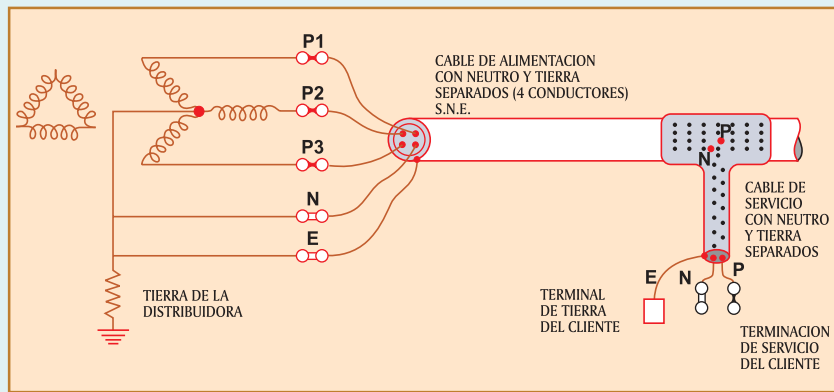 P1
P2
P3
N
E
CABLE DE ALIMENTACION
CON NEUTRO Y TIERRA
SEPARADOS (4 CONDUCTORES)
S.N.E.
P
N
CABLE DE
SERVICIO
CON NEUTRO
Y TIERRA
SEPARADOS
TIERRA DE LA
DISTRIBUIDORA
E
N
P
TERMINAL
DE TIERRA
DEL CLIENTE
TERMINACION
DE SERVICIO
DEL CLIENTE